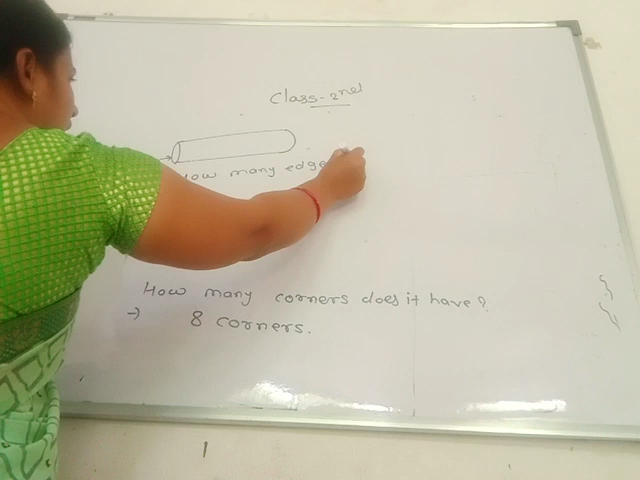 Class-2nd
How many edge
How many corners does it have?
→ 8 corners.